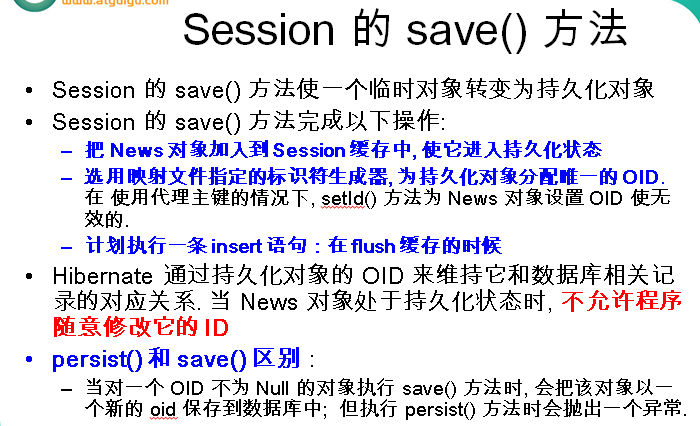 www.atguigu.com
Session 的 save() 方法
• Session 的 save() 方法使一个临时对象转变为持久化对象
• Session 的 save() 方法完成以下操作:
– 把 News 对象加入到 Session 缓存中, 使它进入持久化状态
– 选用映射文件指定的标识符生成器, 为持久化对象分配唯一的 OID.
在 使用代理主键的情况下, setId() 方法为 News 对象设置 OID 使无
效的.
– 计划执行一条 insert 语句：在 flush 缓存的时候
• Hibernate 通过持久化对象的 OID 来维持它和数据库相关记
录的对应关系. 当 News 对象处于持久化状态时, 不允许程序
随意修改它的 ID
• persist() 和 save() 区别：
– 当对一个 OID 不为 Null 的对象执行 save() 方法时, 会把该对象以一
个新的 oid 保存到数据库中; 但执行 persist() 方法时会抛出一个异常.